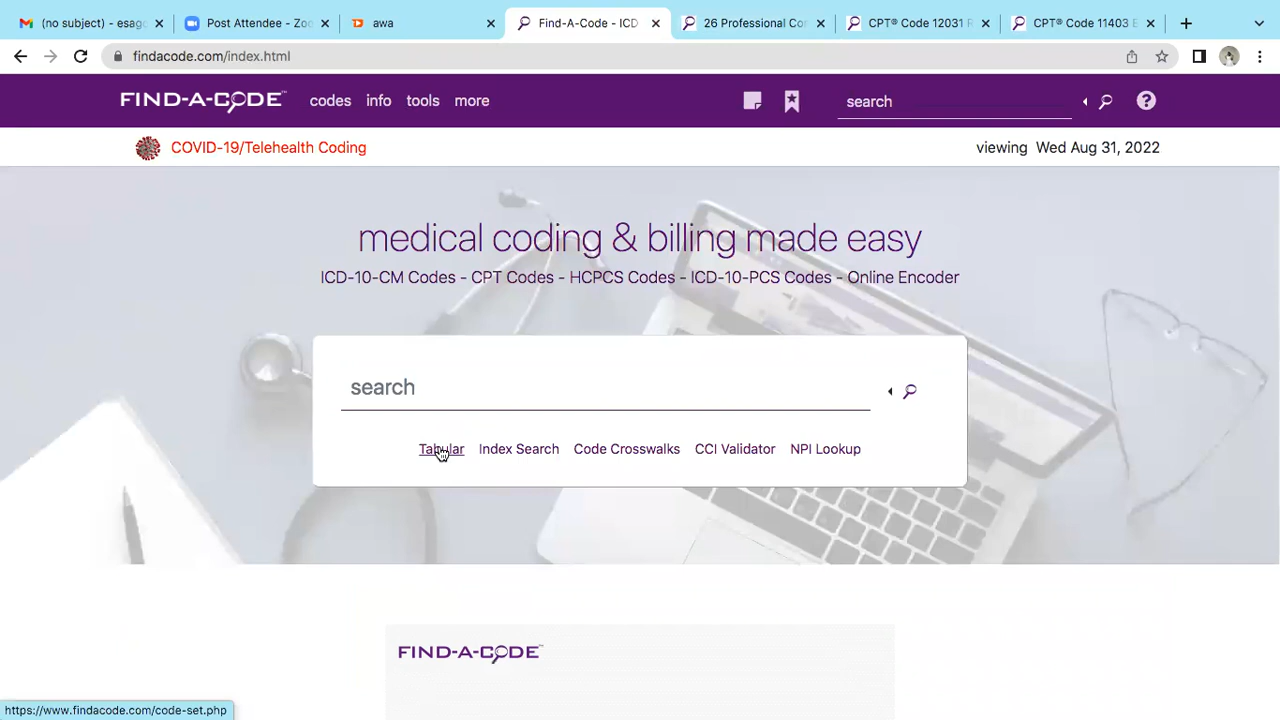 (no subject) - esago
Post Attendee - Zoo
awa
Find-A-Code - ICD
26 Professional Co
CPT® Code 12031 R
CPT® Code 11403 E
findacode.com/index.html
FIND-A-CODE™ codes info tools more search
COVID-19/Telehealth Coding viewing Wed Aug 31, 2022
medical coding & billing made easy
ICD-10-CM Codes - CPT Codes - HCPCS Codes - ICD-10-PCS Codes - Online Encoder
search
Tabular Index Search Code Crosswalks CCI Validator NPI Lookup
FIND-A-CODE™
https://www.findacode.com/code-set.php